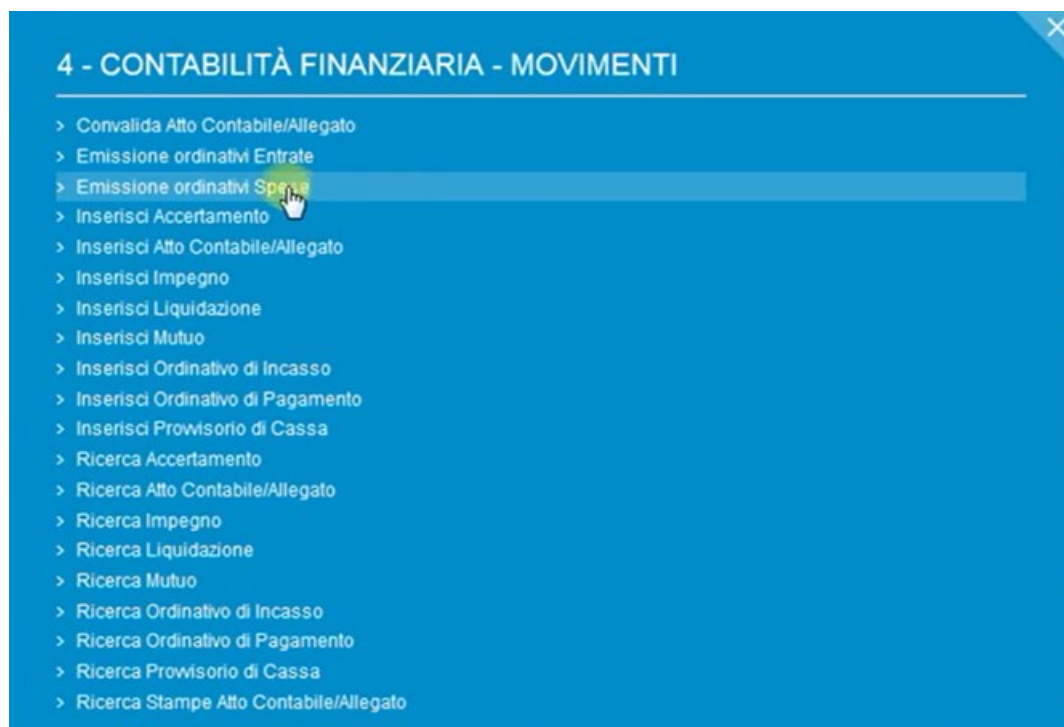 4 - CONTABILITÀ FINANZIARIA - MOVIMENTI
> Convalida Atto Contabile/Allegato
> Emissione ordinativi Entrate
> Emissione ordinativi Spese
> Inserisci Accertamento
> Inserisci Atto Contabile/Allegato
> Inserisci Impegno
> Inserisci Liquidazione
> Inserisci Mutuo
> Inserisci Ordinativo di Incasso
> Inserisci Ordinativo di Pagamento
> Inserisci Provvisorio di Cassa
> Ricerca Accertamento
> Ricerca Atto Contabile/Allegato
> Ricerca Impegno
> Ricerca Liquidazione
> Ricerca Mutuo
> Ricerca Ordinativo di Incasso
> Ricerca Ordinativo di Pagamento
> Ricerca Provvisorio di Cassa
> Ricerca Stampe Atto Contabile/Allegato